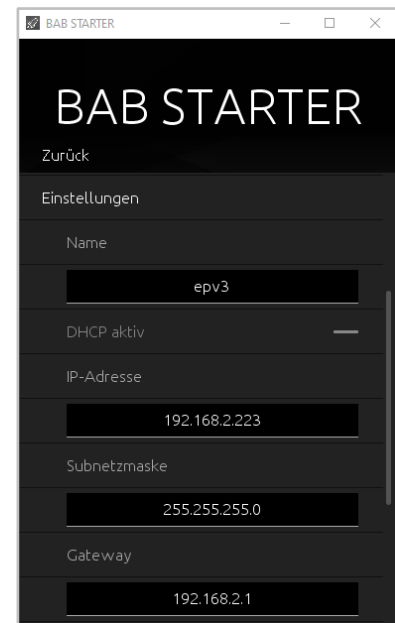 BAB STARTER
BAB STARTER
Zurück
Einstellungen
Name
epv3
DHCP aktiv
IP-Adresse
192.168.2.223
Subnetzmaske
255.255.255.0
Gateway
192.168.2.1